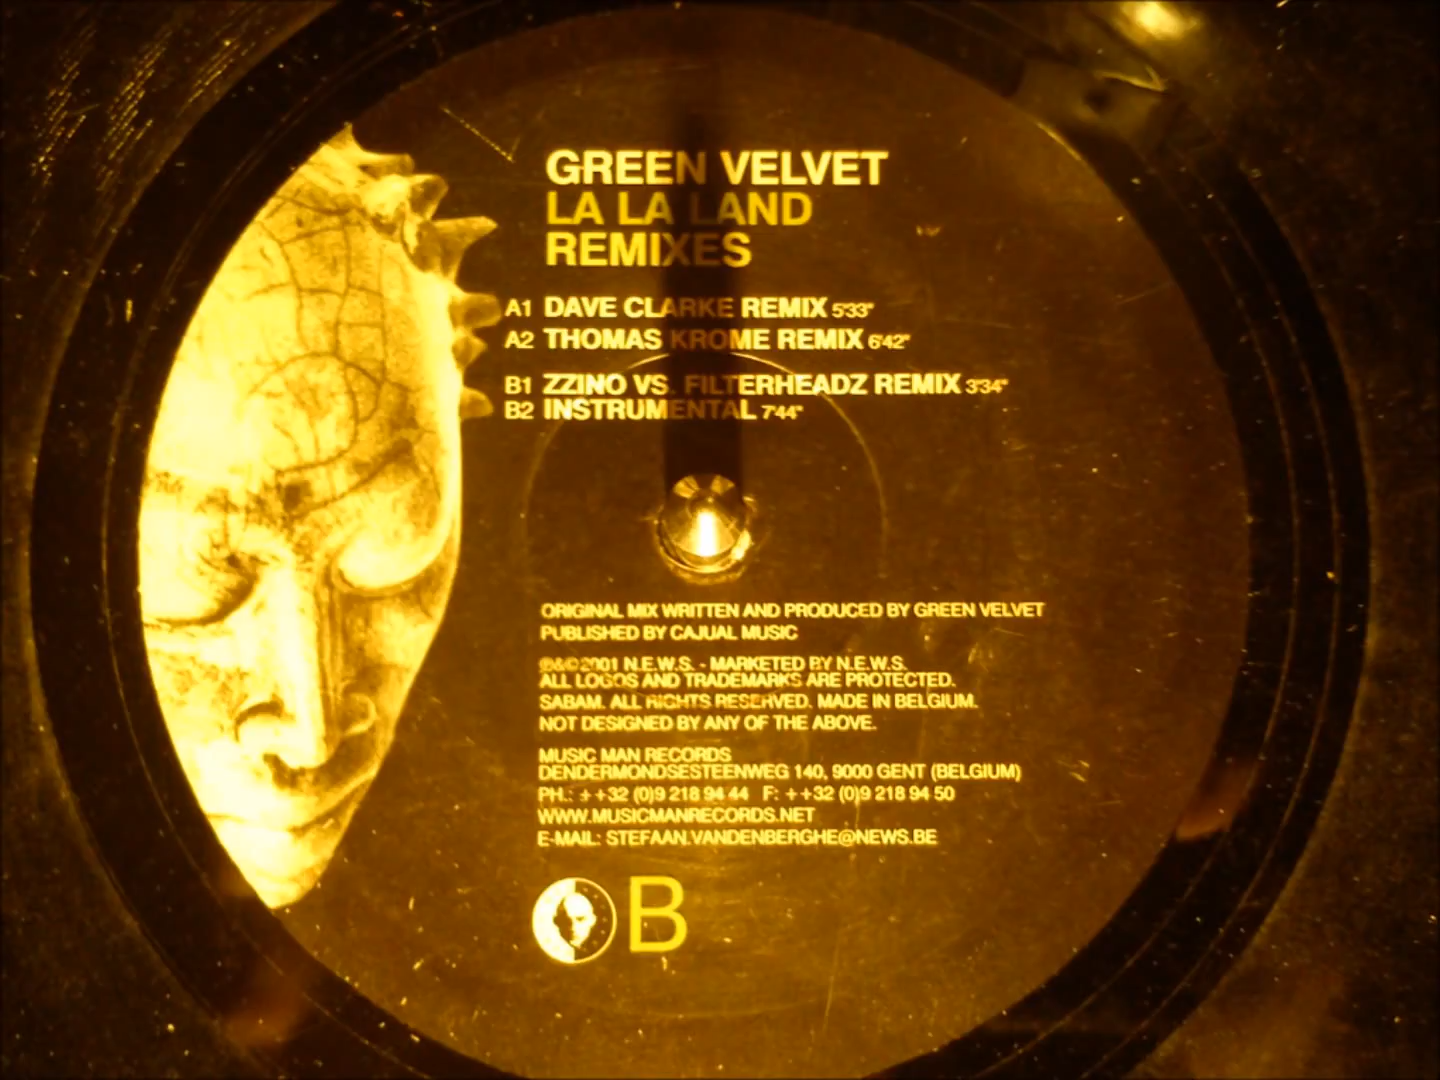 GREEN VELVET
LA LA LAND
REMIXES
A1 DAVE CLARKE REMIX 5'33"
A2 THOMAS KROME REMIX 6'42"
B1 ZZINO VS. FILTERHEADZ REMIX 3'34"
B2 INSTRUMENTAL 7'44"
ORIGINAL MIX WRITTEN AND PRODUCED BY GREEN VELVET
PUBLISHED BY CAJUAL MUSIC
℗&©2001 N.E.W.S. - MARKETED BY N.E.W.S.
ALL LOGOS AND TRADEMARKS ARE PROTECTED.
SABAM. ALL RIGHTS RESERVED. MADE IN BELGIUM.
NOT DESIGNED BY ANY OF THE ABOVE.
MUSIC MAN RECORDS
DENDERMONDSESTEENWEG 140, 9000 GENT (BELGIUM)
PH.: ++32 (0)9 218 94 44 F: ++32 (0)9 218 94 50
WWW.MUSICMANRECORDS.NET
E-MAIL: STEFAAN.VANDENBERGHE@NEWS.BE
B